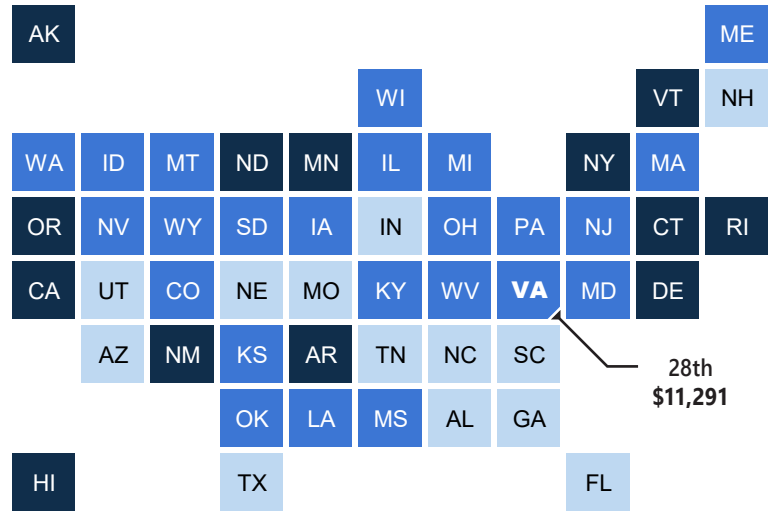 AK ME
WI VT NH
WA ID MT ND MN IL MI NY MA
OR NV WY SD IA IN OH PA NJ CT RI
CA UT CO NE MO KY WV VA MD DE
AZ NM KS AR TN NC SC
28th
$11,291
OK LA MS AL GA
HI TX FL